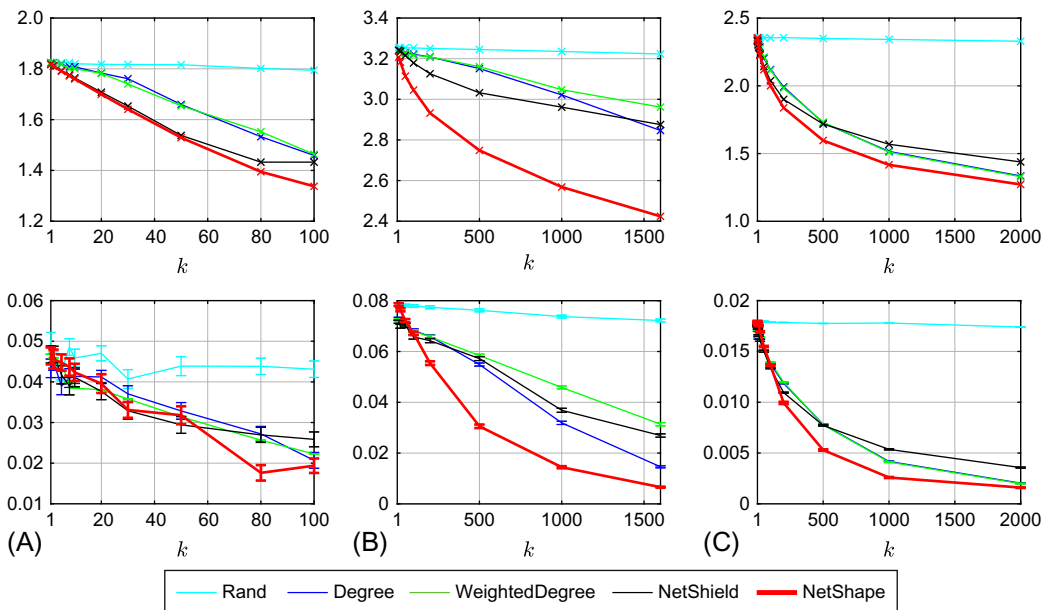 2.0
1.8
1.6
1.4
1.2
1 20 40 60 80 100
k
3.4
3.2
3.0
2.8
2.6
2.4
1 500 1000 1500
k
2.5
2.0
1.5
1.0
1 500 1000 1500 2000
k
0.06
0.05
0.04
0.03
0.02
0.01
1 20 40 60 80 100
(A) k
0.08
0.06
0.04
0.02
0
1 500 1000 1500
(B) k
0.02
0.015
0.010
0.005
0
1 500 1000 1500 2000
(C) k
Rand Degree WeightedDegree NetShield NetShape